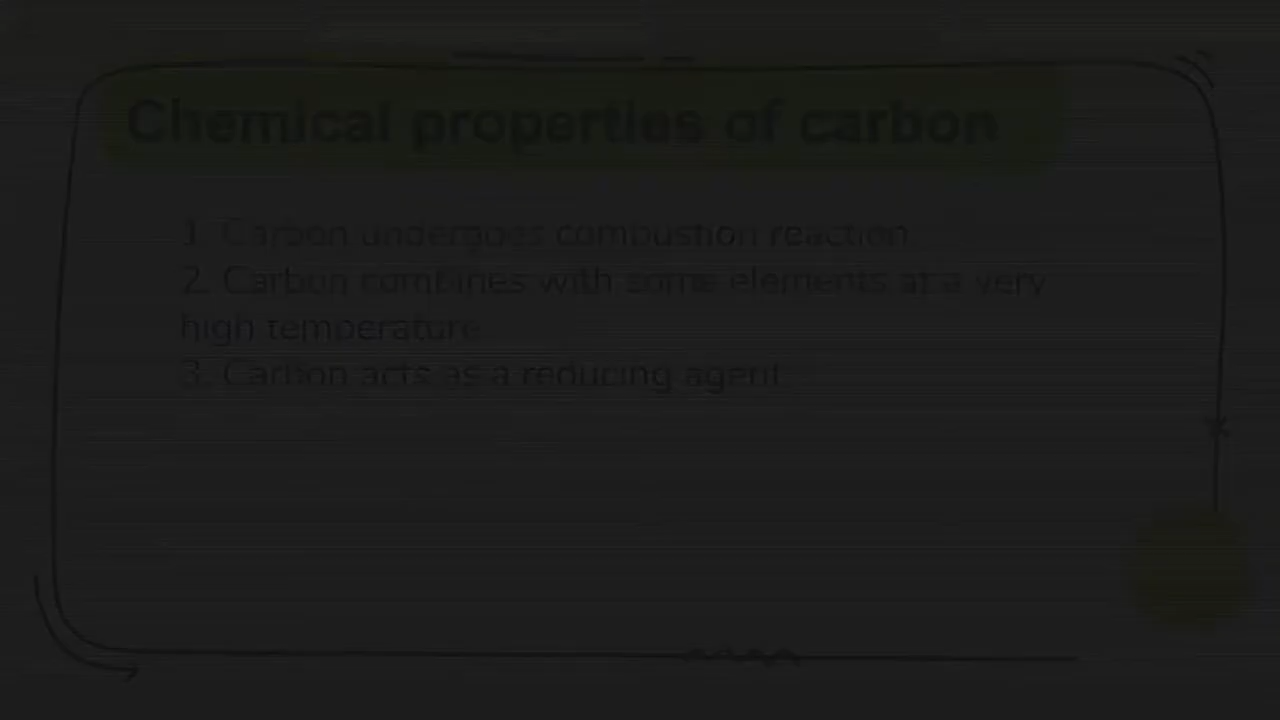 Chemical properties of carbon
1. Carbon undergoes combustion reaction
2. Carbon combines with some elements at a very
high temperature
3. Carbon acts as a reducing agent